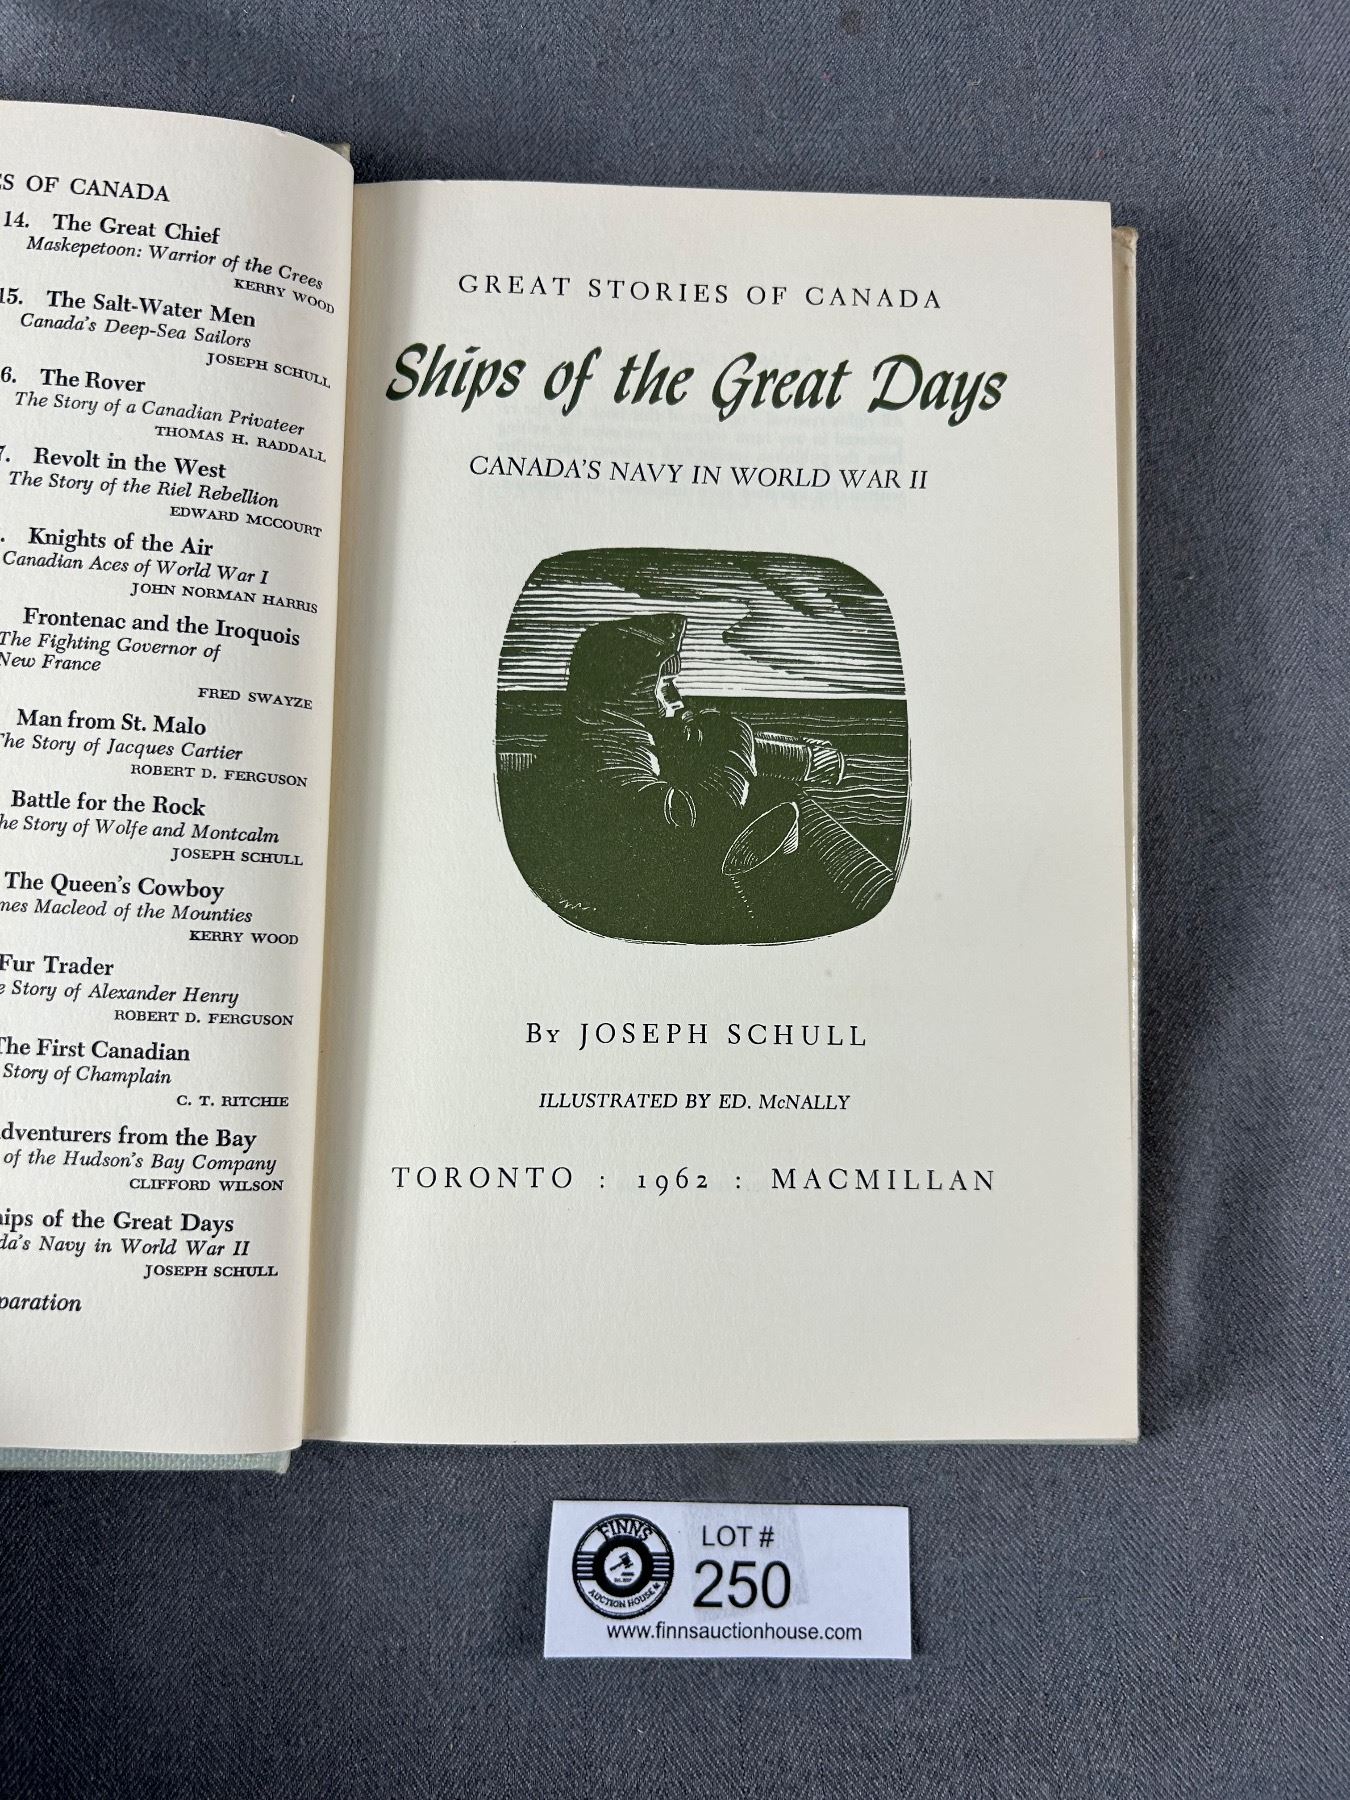 OF CANADA
14. The Great Chief
Maskepetoon: Warrior of the Crees
KERRY WOOD
15. The Salt-Water Men
Canada's Deep-Sea Sailors
JOSEPH SCHULL
6. The Rover
The Story of a Canadian Privateer
THOMAS H. RADDALL
7. Revolt in the West
The Story of the Riel Rebellion
EDWARD MCCOURT
. Knights of the Air
Canadian Aces of World War I
JOHN NORMAN HARRIS
Frontenac and the Iroquois
The Fighting Governor of
New France
FRED SWAYZE
Man from St. Malo
The Story of Jacques Cartier
ROBERT D. FERGUSON
Battle for the Rock
he Story of Wolfe and Montcalm
JOSEPH SCHULL
The Queen's Cowboy
mes Macleod of the Mounties
KERRY WOOD
Fur Trader
e Story of Alexander Henry
ROBERT D. FERGUSON
The First Canadian
Story of Champlain
C. T. RITCHIE
dventurers from the Bay
of the Hudson's Bay Company
CLIFFORD WILSON
ips of the Great Days
da's Navy in World War II
JOSEPH SCHULL
paration
GREAT STORIES OF CANADA
Ships of the Great Days
CANADA'S NAVY IN WORLD WAR II
By JOSEPH SCHULL
ILLUSTRATED BY ED. McNALLY
TORONTO : 1962 : MACMILLAN
FINNS
AUCTION HOUSE
LOT #
250
www.finnsauctionhouse.com